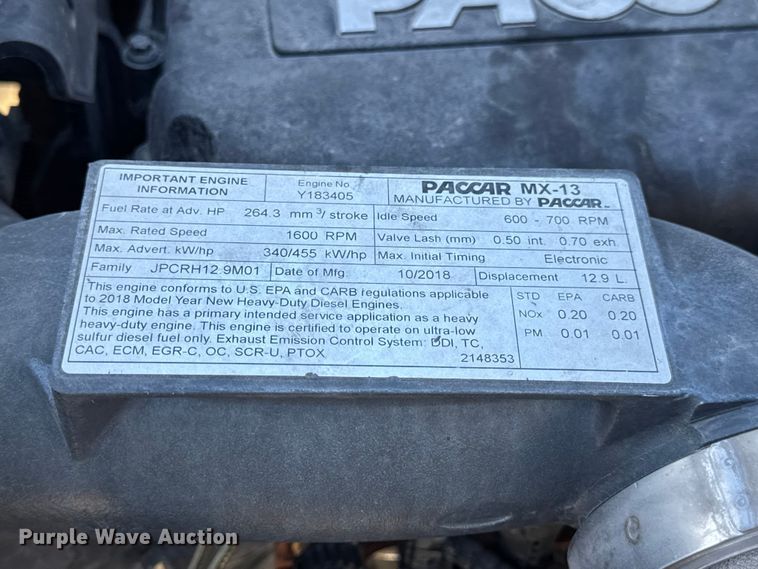 PACCAR
IMPORTANT ENGINE INFORMATION
Engine No. Y183405
PACCAR MX-13
MANUFACTURED BY PACCAR INC
Fuel Rate at Adv. HP 264.3 mm³/ stroke
Idle Speed 600 - 700 RPM
Max. Rated Speed 1600 RPM
Valve Lash (mm) 0.50 int. 0.70 exh.
Max. Advert. kW/hp 340/455 kW/hp
Max. Initial Timing Electronic
Family JPCRH12.9M01
Date of Mfg. 10/2018
Displacement 12.9 L.
This engine conforms to U.S. EPA and CARB regulations applicable
to 2018 Model Year New Heavy-Duty Diesel Engines.
This engine has a primary intended service application as a heavy
heavy-duty engine. This engine is certified to operate on ultra-low
sulfur diesel fuel only. Exhaust Emission Control System: DDI, TC,
CAC, ECM, EGR-C, OC, SCR-U, PTOX
2148353
STD EPA CARB
NOx 0.20 0.20
PM 0.01 0.01
Purple Wave Auction